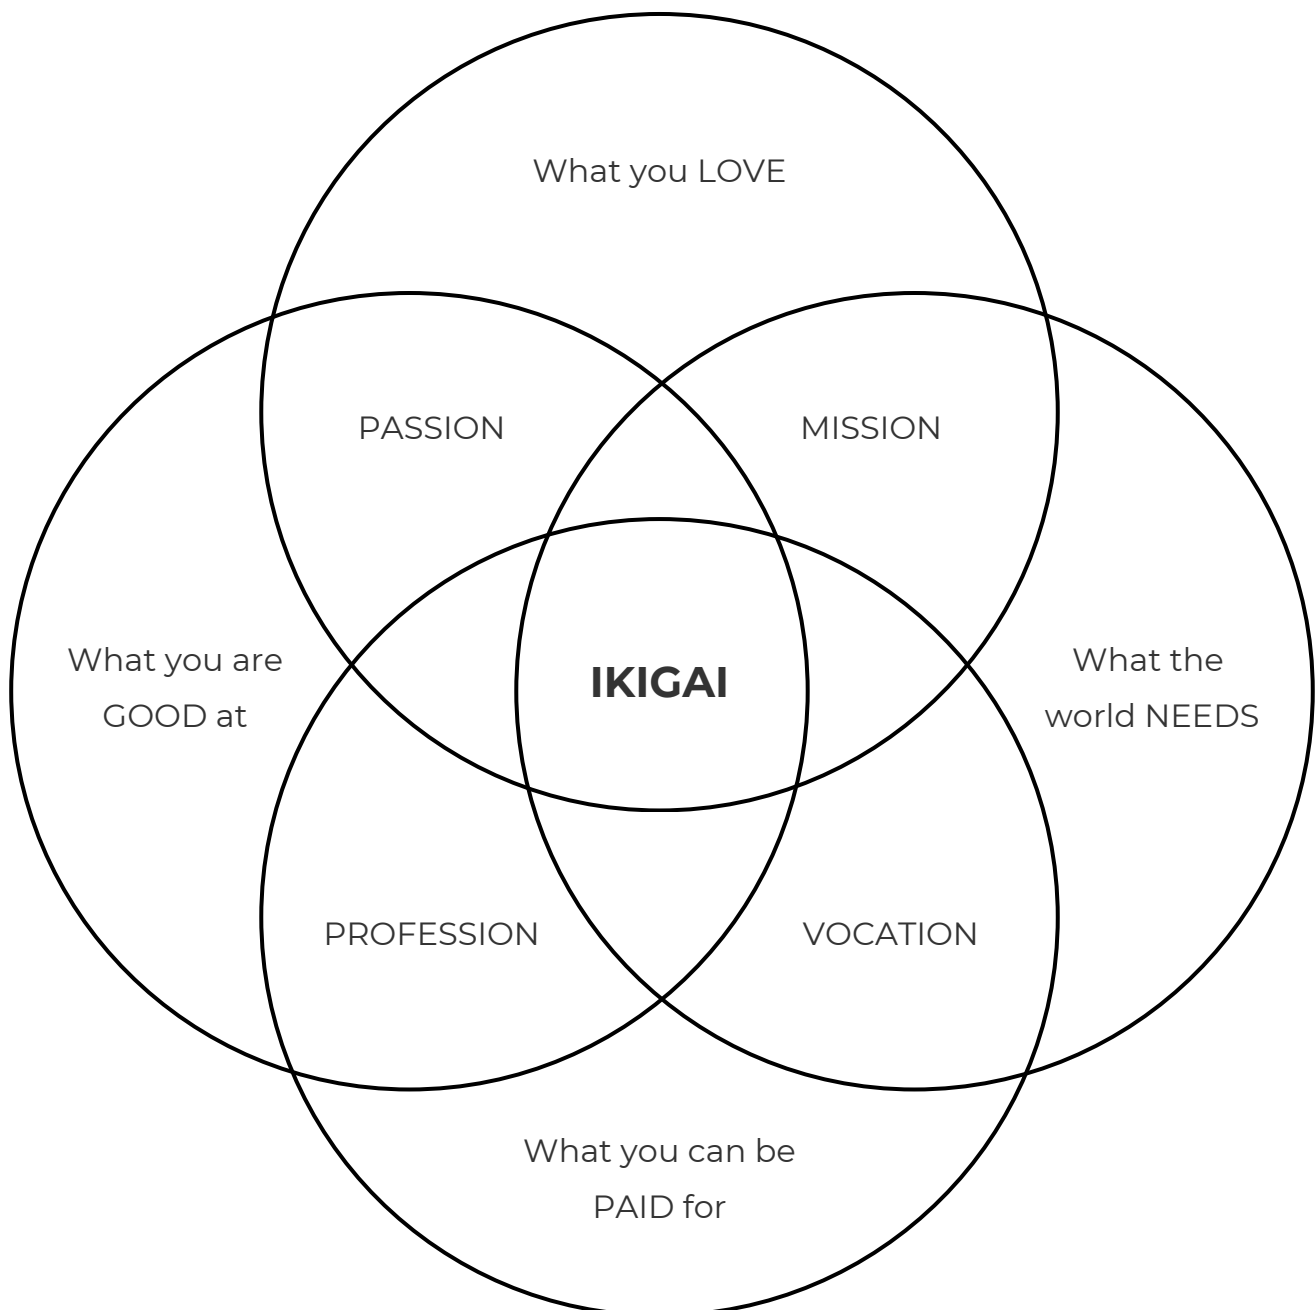 What you LOVE
PASSION
MISSION
What you are
GOOD at
IKIGAI
What the
world NEEDS
PROFESSION
VOCATION
What you can be
PAID for